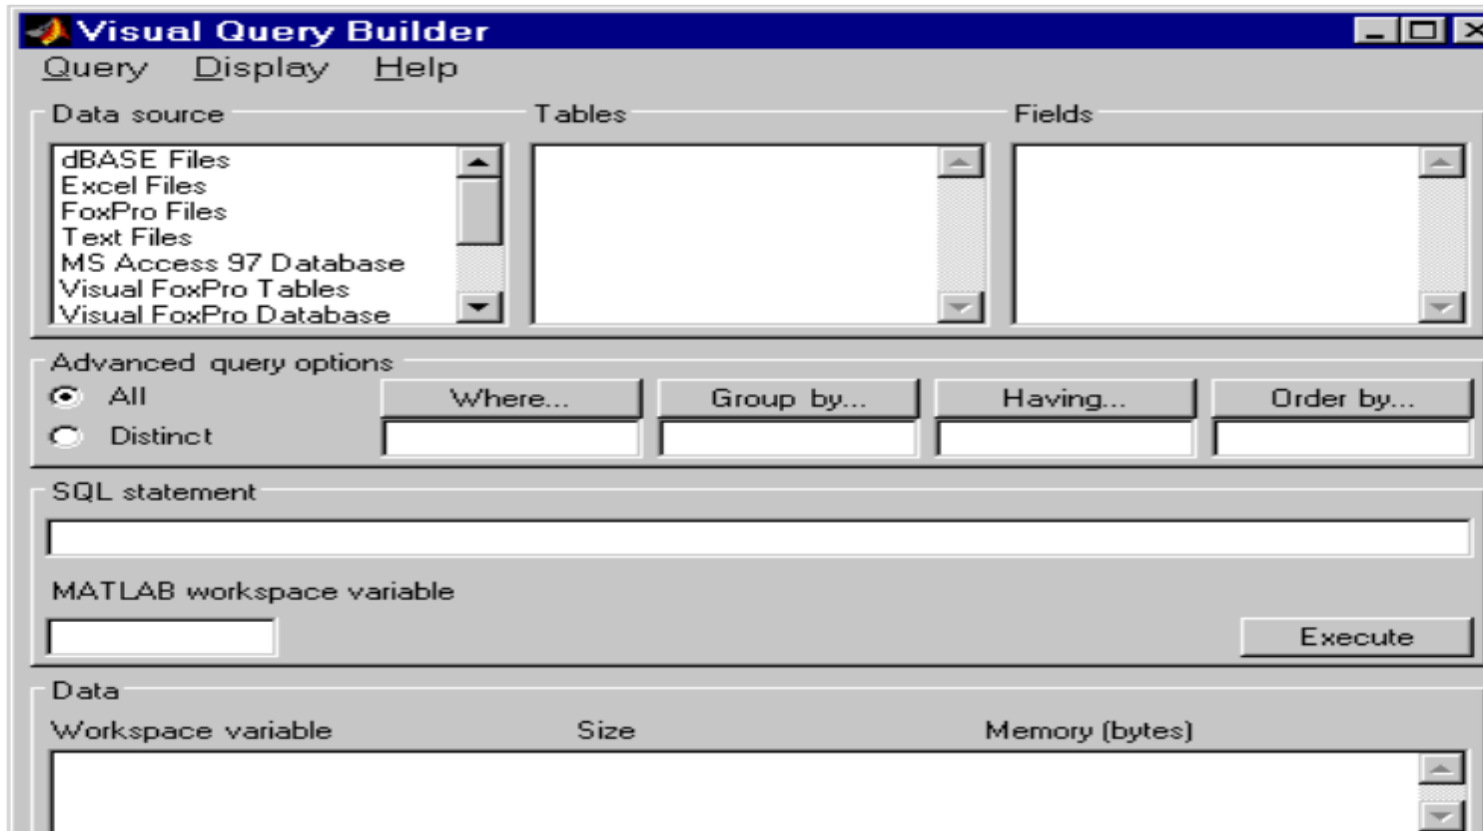 Visual Query Builder
Query Display Help
Data source Tables Fields
dBASE Files
Excel Files
FoxPro Files
Text Files
MS Access 97 Database
Visual FoxPro Tables
Visual FoxPro Database
Advanced query options
All Where... Group by... Having... Order by...
Distinct
SQL statement
MATLAB workspace variable
Execute
Data
Workspace variable Size Memory (bytes)